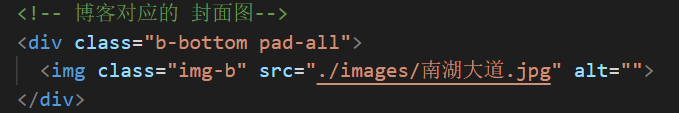 <!-- 博客对应的 封面图-->
<div class="b-bottom pad-all">
<img class="img-b" src="./images/南湖大道.jpg" alt="">
</div>